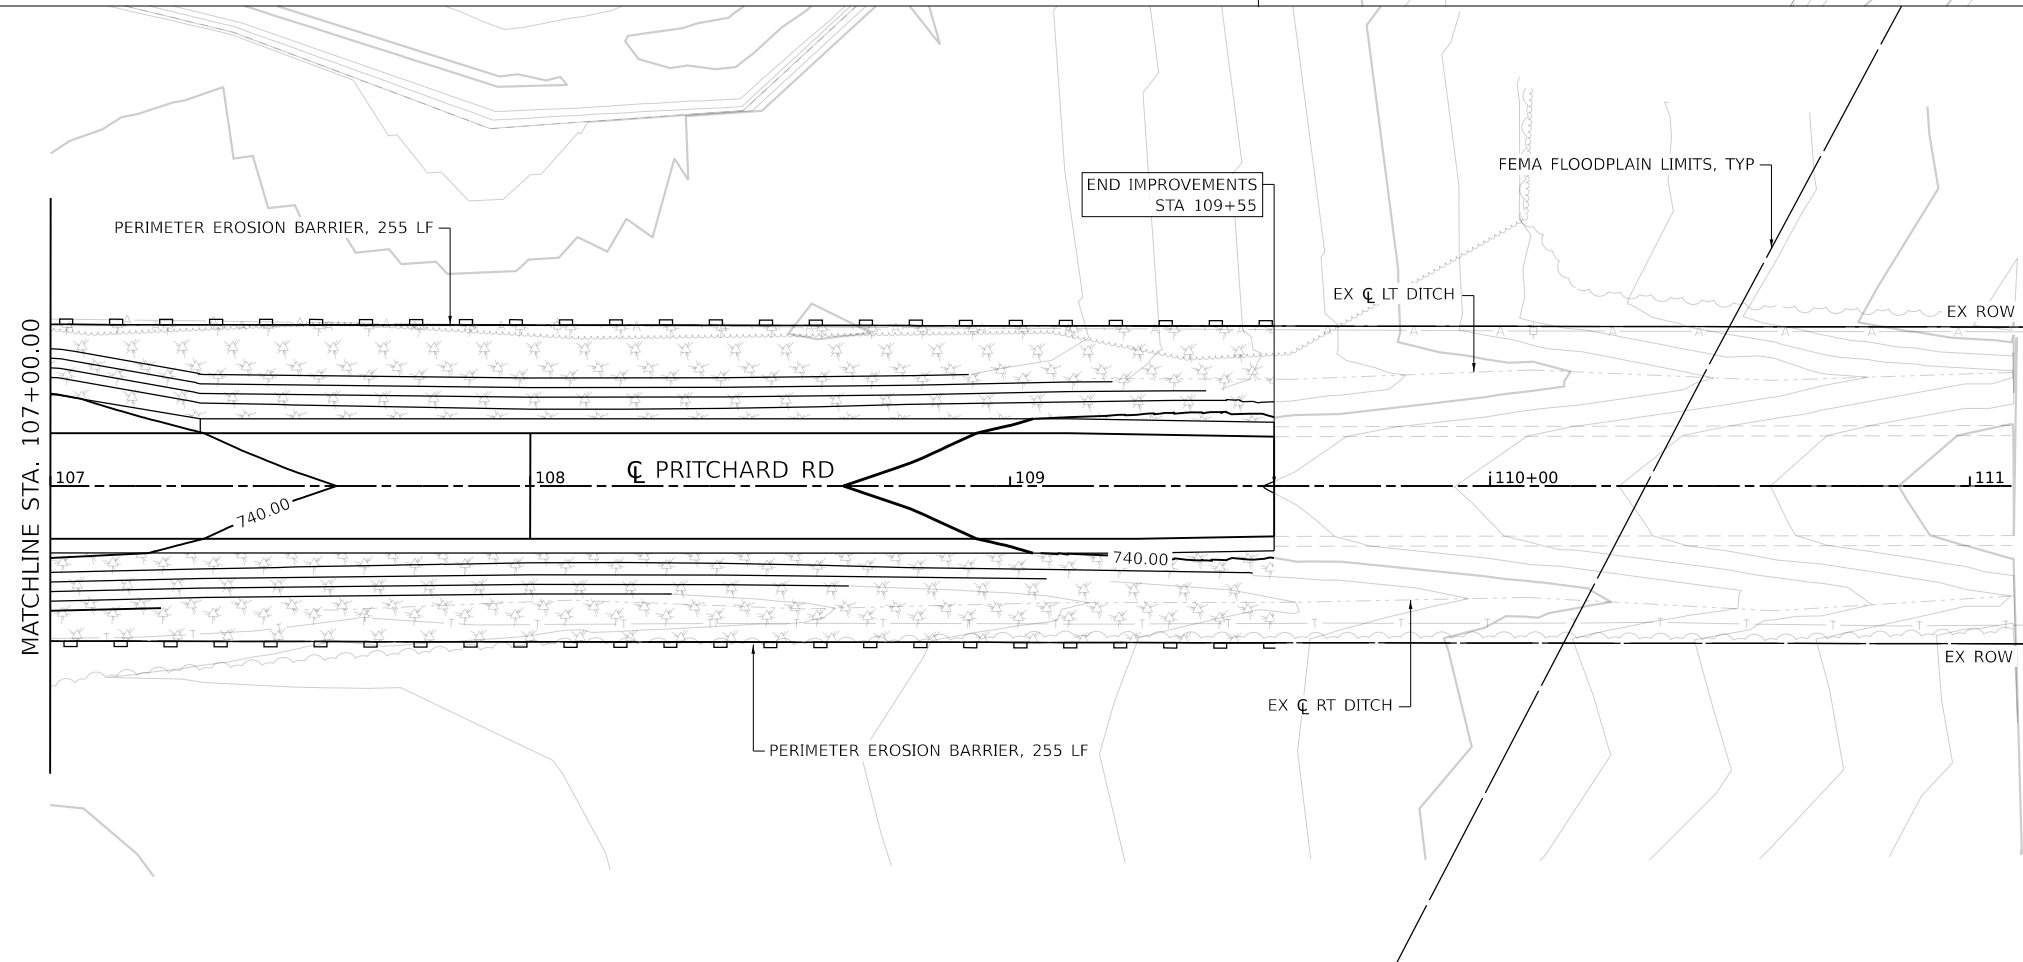 FEMA FLOODPLAIN LIMITS, TYP
END IMPROVEMENTS
STA 109+55
PERIMETER EROSION BARRIER, 255 LF
EX ℄ LT DITCH
EX ROW
MATCHLINE STA. 107+00.00
℄ PRITCHARD RD
107
108
109
110+00
111
740.00
740.00
EX ROW
EX ℄ RT DITCH
PERIMETER EROSION BARRIER, 255 LF